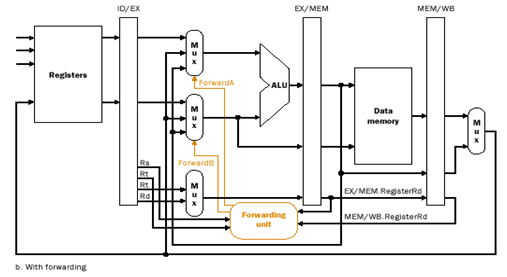 ID/EX
EX/MEM
MEM/WB
Registers
Mux
ForwardA
ALU
Mux
Data
memory
Mux
ForwardB
Rs
Rt
Rt
Rd
Mux
EX/MEM.RegisterRd
Forwarding
unit
MEM/WB.RegisterRd
b. With forwarding